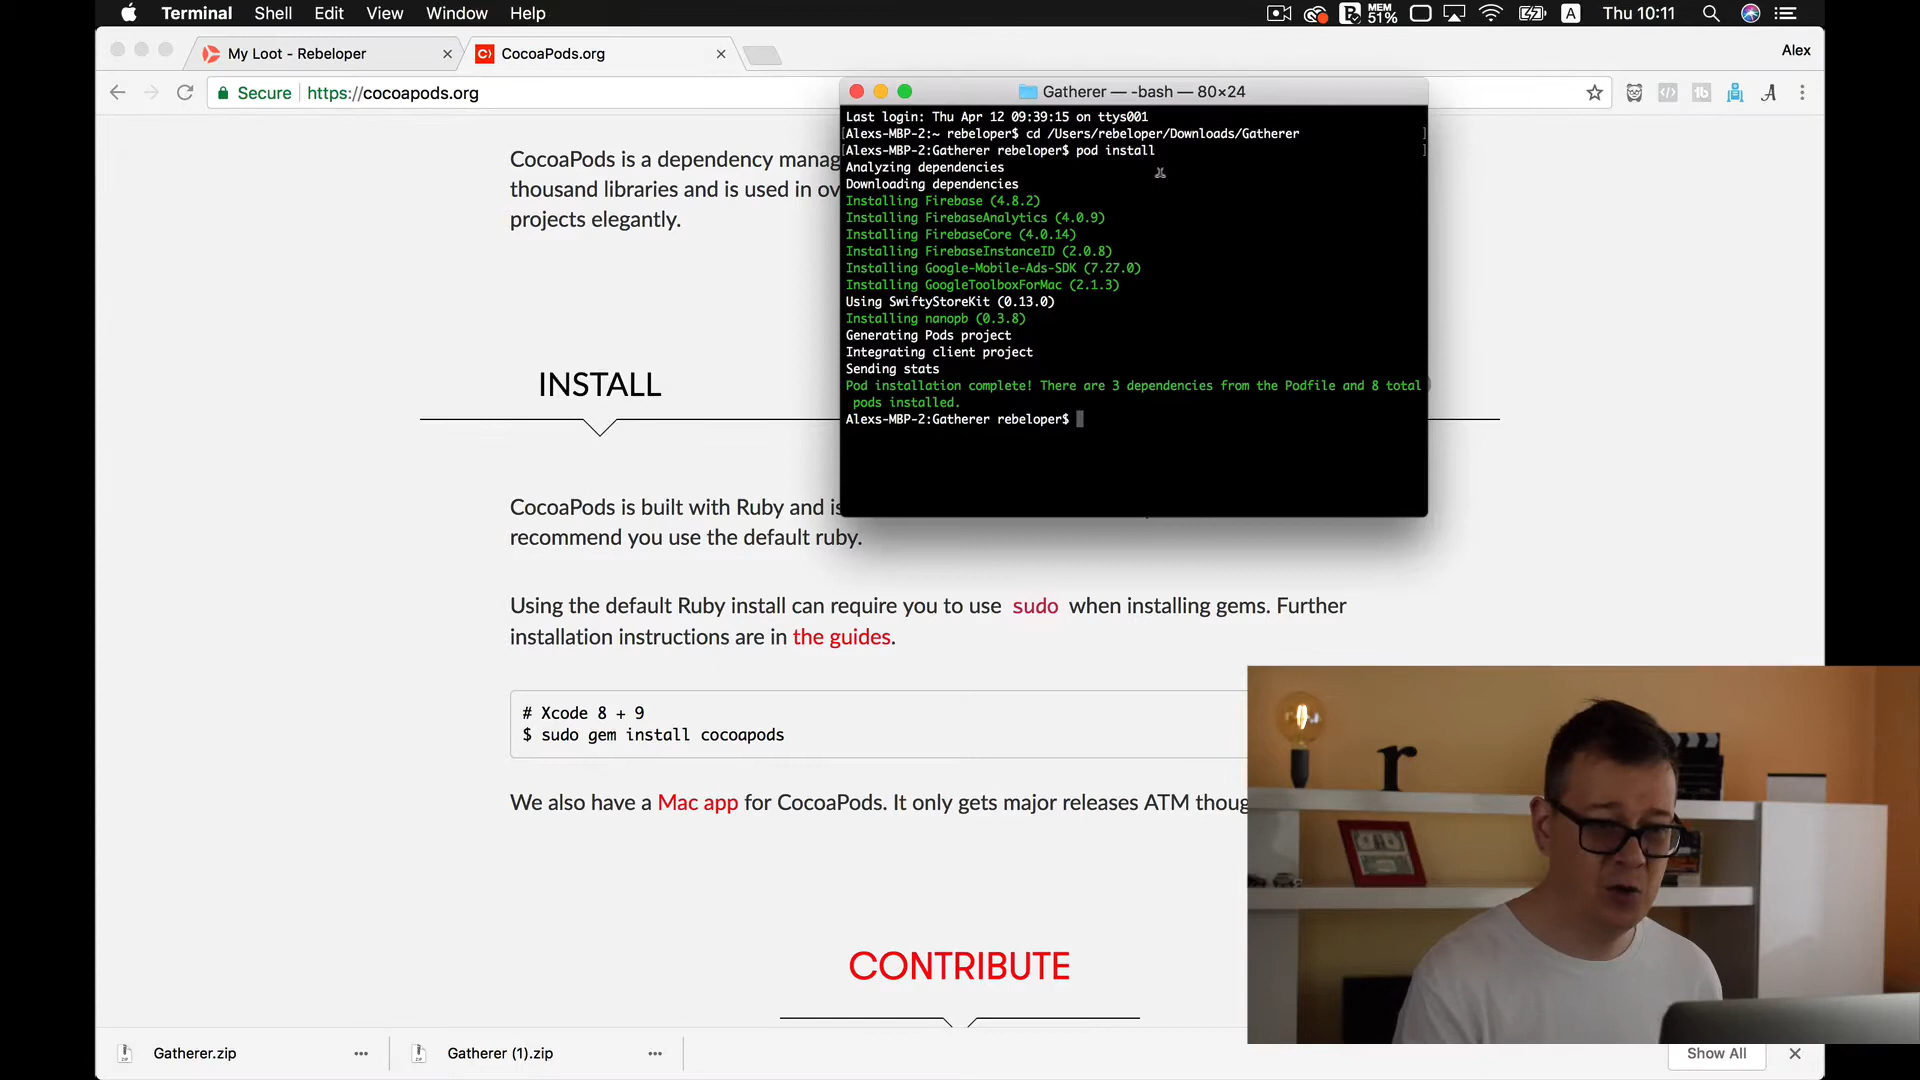 Terminal Shell Edit View Window Help MEM 51% A Thu 10:11
My Loot - Rebeloper CocoaPods.org Alex
Secure https://cocoapods.org
Gatherer — -bash — 80×24
Last login: Thu Apr 12 09:39:15 on ttys001
[Alexs-MBP-2:~ rebeloper$ cd /Users/rebeloper/Downloads/Gatherer ]
[Alexs-MBP-2:Gatherer rebeloper$ pod install ]
Analyzing dependencies
Downloading dependencies
Installing Firebase (4.8.2)
Installing FirebaseAnalytics (4.0.9)
Installing FirebaseCore (4.0.14)
Installing FirebaseInstanceID (2.0.8)
Installing Google-Mobile-Ads-SDK (7.27.0)
Installing GoogleToolboxForMac (2.1.3)
Using SwiftyStoreKit (0.13.0)
Installing nanopb (0.3.8)
Generating Pods project
Integrating client project
Sending stats
Pod installation complete! There are 3 dependencies from the Podfile and 8 total
pods installed.
Alexs-MBP-2:Gatherer rebeloper$
CocoaPods is a dependency manag
thousand libraries and is used in ov
projects elegantly.
INSTALL
CocoaPods is built with Ruby and is
recommend you use the default ruby.
Using the default Ruby install can require you to use sudo when installing gems. Further
installation instructions are in the guides.
# Xcode 8 + 9
$ sudo gem install cocoapods
We also have a Mac app for CocoaPods. It only gets major releases ATM thoug
r
CONTRIBUTE
Gatherer.zip Gatherer (1).zip Show All